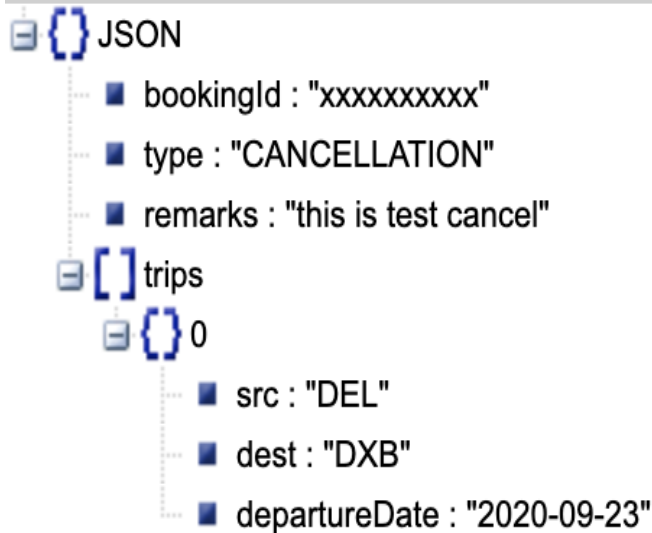 JSON
bookingId : "xxxxxxxxxx"
type : "CANCELLATION"
remarks : "this is test cancel"
trips
0
src : "DEL"
dest : "DXB"
departureDate : "2020-09-23"